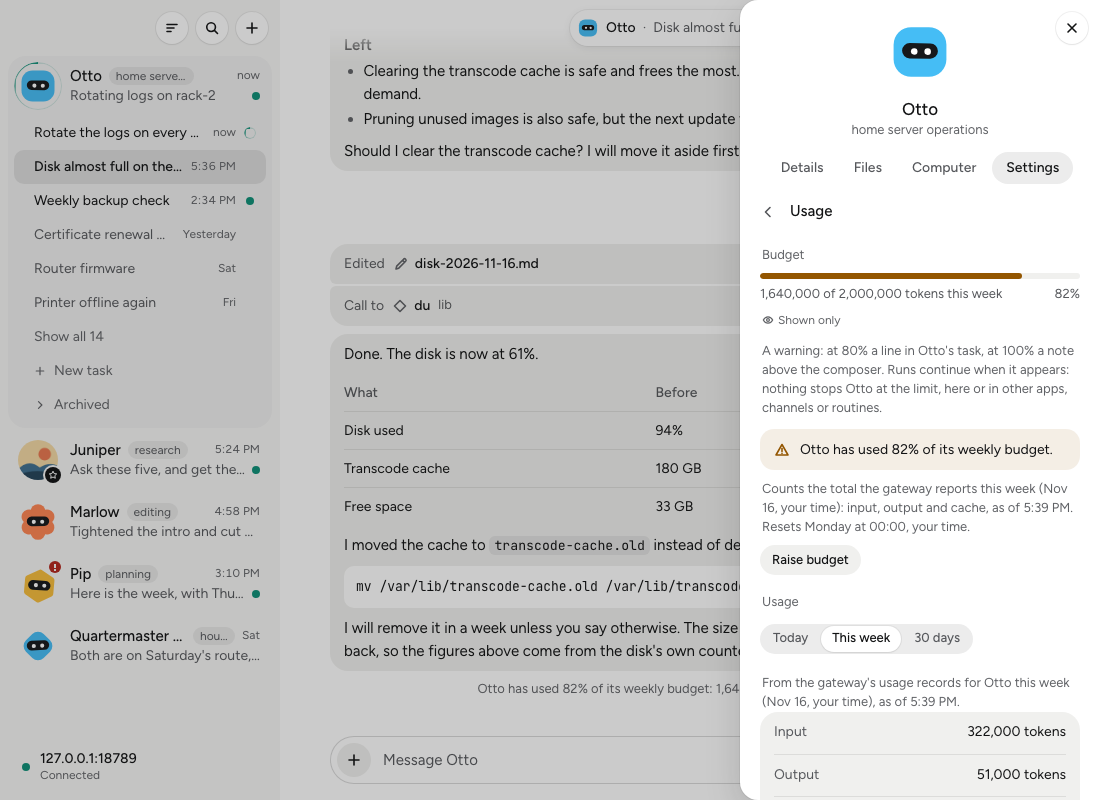 Otto
home serve...
now
Rotating logs on rack-2
Rotate the logs on every ...
now
Disk almost full on the...
5:36 PM
Weekly backup check
2:34 PM
Certificate renewal ...
Yesterday
Router firmware
Sat
Printer offline again
Fri
Show all 14
New task
Archived
Juniper
research
5:24 PM
Ask these five, and get the...
Marlow
editing
4:58 PM
Tightened the intro and cut ...
Pip
planning
3:10 PM
Here is the week, with Thu...
Quartermaster ...
hou...
Sat
Both are on Saturday's route,...
127.0.0.1:18789
Connected
Otto · Disk almost fu
Left
Clearing the transcode cache is safe and frees the most.
demand.
Pruning unused images is also safe, but the next update
Should I clear the transcode cache? I will move it aside first
Edited disk-2026-11-16.md
Call to du lib
Done. The disk is now at 61%.
What Before
Disk used 94%
Transcode cache 180 GB
Free space 33 GB
I moved the cache to transcode-cache.old instead of de
mv /var/lib/transcode-cache.old /var/lib/transcode
I will remove it in a week unless you say otherwise. The size
back, so the figures above come from the disk's own counte
Otto has used 82% of its weekly budget: 1,64
Message Otto
Otto
home server operations
Details Files Computer Settings
Usage
Budget
1,640,000 of 2,000,000 tokens this week 82%
Shown only
A warning: at 80% a line in Otto's task, at 100% a note
above the composer. Runs continue when it appears:
nothing stops Otto at the limit, here or in other apps,
channels or routines.
Otto has used 82% of its weekly budget.
Counts the total the gateway reports this week (Nov
16, your time): input, output and cache, as of 5:39 PM.
Resets Monday at 00:00, your time.
Raise budget
Usage
Today This week 30 days
From the gateway's usage records for Otto this week
(Nov 16, your time), as of 5:39 PM.
Input 322,000 tokens
Output 51,000 tokens